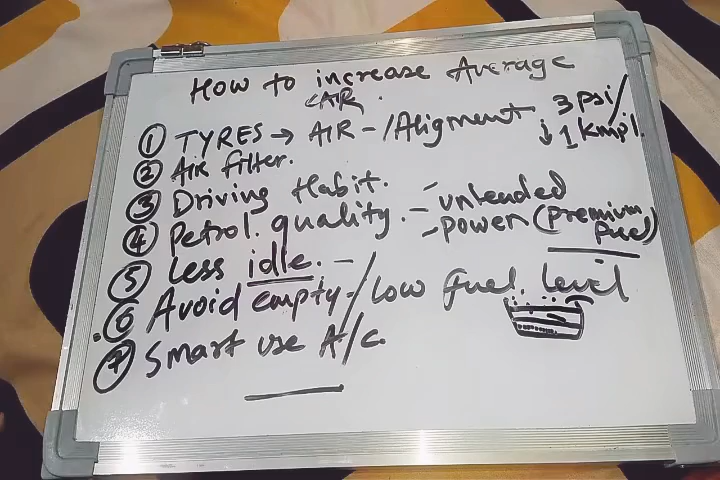 How to increase Average
CAR.
① TYRES → AIR - / Aligment 3 psi/
↓ 1 kmpl.
② AIR filter.
③ Driving Habit.
④ Petrol. quality. - unleaded
- power (premium fuel)
⑤ Less idle. -
⑥ Avoid empty / Low fuel. level
⑦ Smart use A/c.